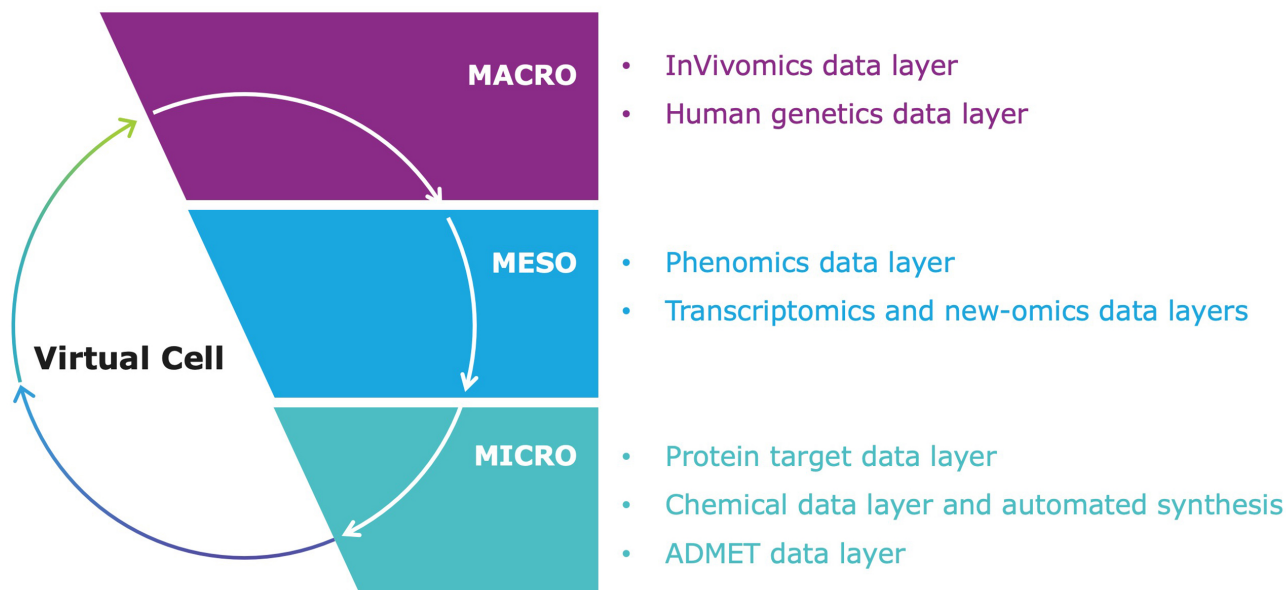 MACRO
• InVivomics data layer
• Human genetics data layer
MESO
• Phenomics data layer
• Transcriptomics and new-omics data layers
Virtual Cell
MICRO
• Protein target data layer
• Chemical data layer and automated synthesis
• ADMET data layer